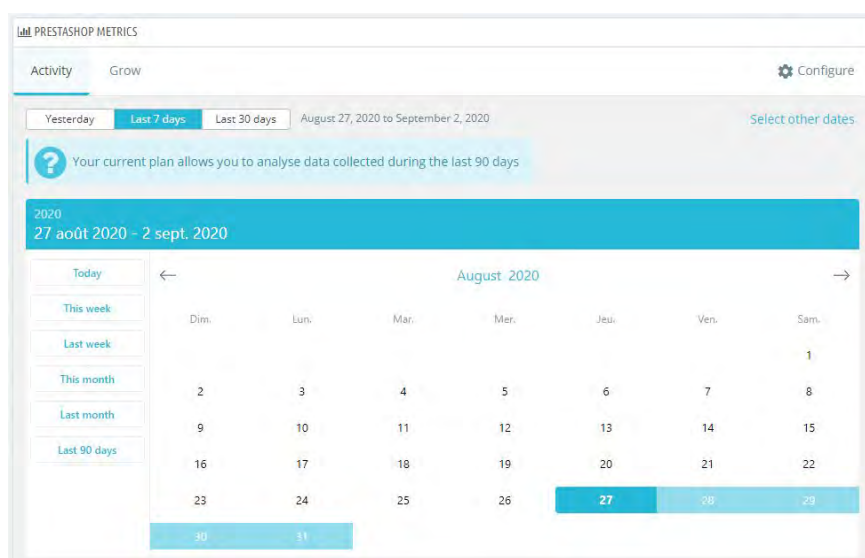 PRESTASHOP METRICS
Activity Grow Configure
Yesterday Last 7 days Last 30 days August 27, 2020 to September 2, 2020 Select other dates
? Your current plan allows you to analyse data collected during the last 90 days
2020
27 août 2020 - 2 sept. 2020
Today ← August 2020 →
This week Dim. Lun. Mar. Mer. Jeu. Ven. Sam.
Last week 1
This month 2 3 4 5 6 7 8
Last month 9 10 11 12 13 14 15
Last 90 days 16 17 18 19 20 21 22
23 24 25 26 27 28 29
30 31